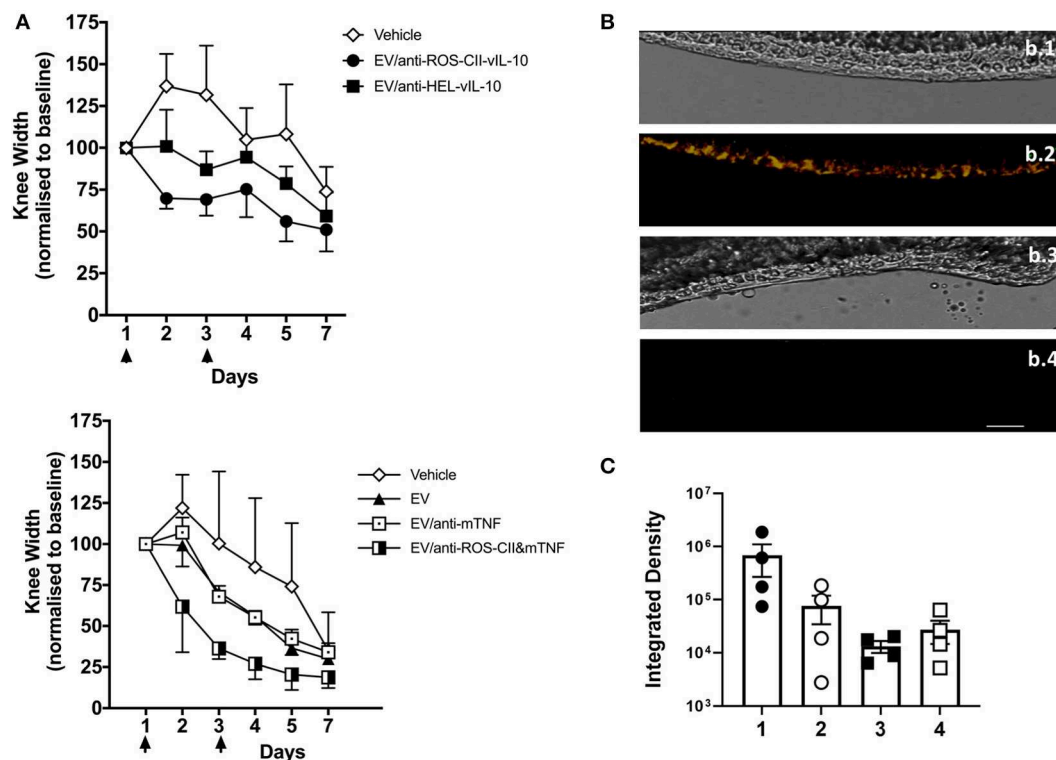 A
175
150
125
100
75
50
25
0
Knee Width
(normalised to baseline)
Vehicle
EV/anti-ROS-CII-vIL-10
EV/anti-HEL-vIL-10
1 2 3 4 5 7
Days
175
150
125
100
75
50
25
0
Knee Width
(normalised to baseline)
Vehicle
EV
EV/anti-mTNF
EV/anti-ROS-CII&mTNF
1 2 3 4 5 7
Days
B
b.1
b.2
b.3
b.4
C
10⁷
10⁶
10⁵
10⁴
10³
Integrated Density
1 2 3 4